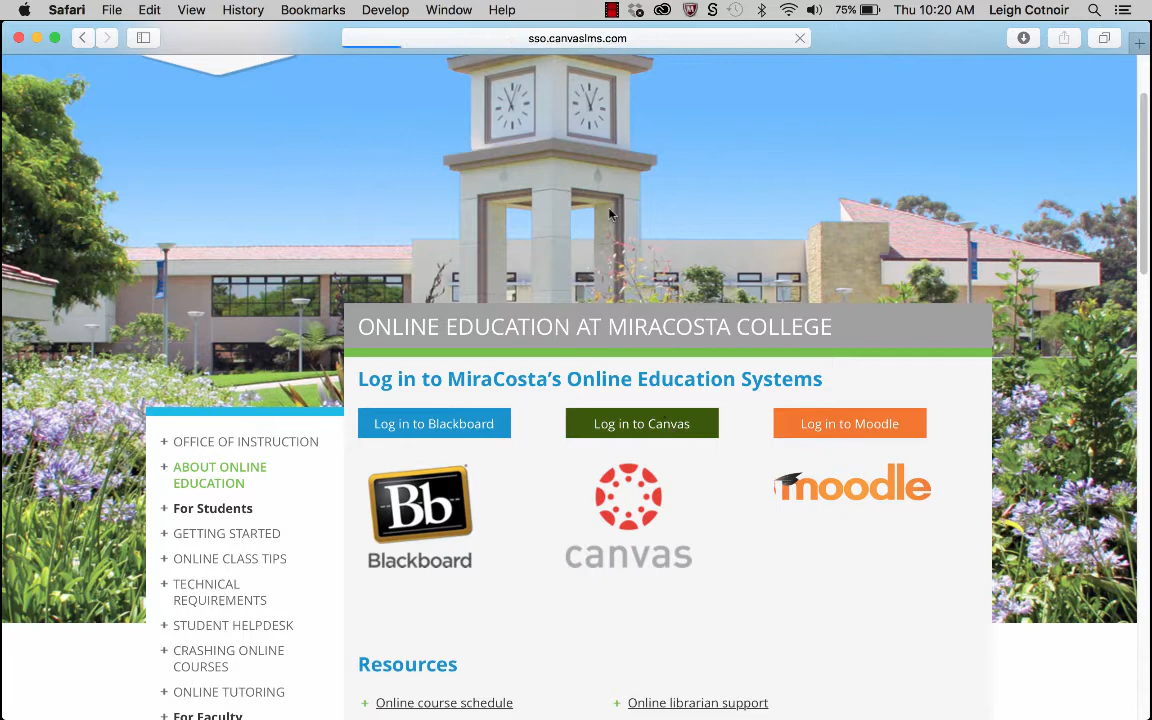 Safari File Edit View History Bookmarks Develop Window Help 75% Thu 10:20 AM Leigh Cotnoir
sso.canvaslms.com
ONLINE EDUCATION AT MIRACOSTA COLLEGE
Log in to MiraCosta's Online Education Systems
Log in to Blackboard Log in to Canvas Log in to Moodle
Bb
Blackboard
canvas
moodle
+ OFFICE OF INSTRUCTION
+ ABOUT ONLINE
EDUCATION
+ For Students
+ GETTING STARTED
+ ONLINE CLASS TIPS
+ TECHNICAL
REQUIREMENTS
+ STUDENT HELPDESK
+ CRASHING ONLINE
COURSES
+ ONLINE TUTORING
+ For Faculty
Resources
+ Online course schedule + Online librarian support